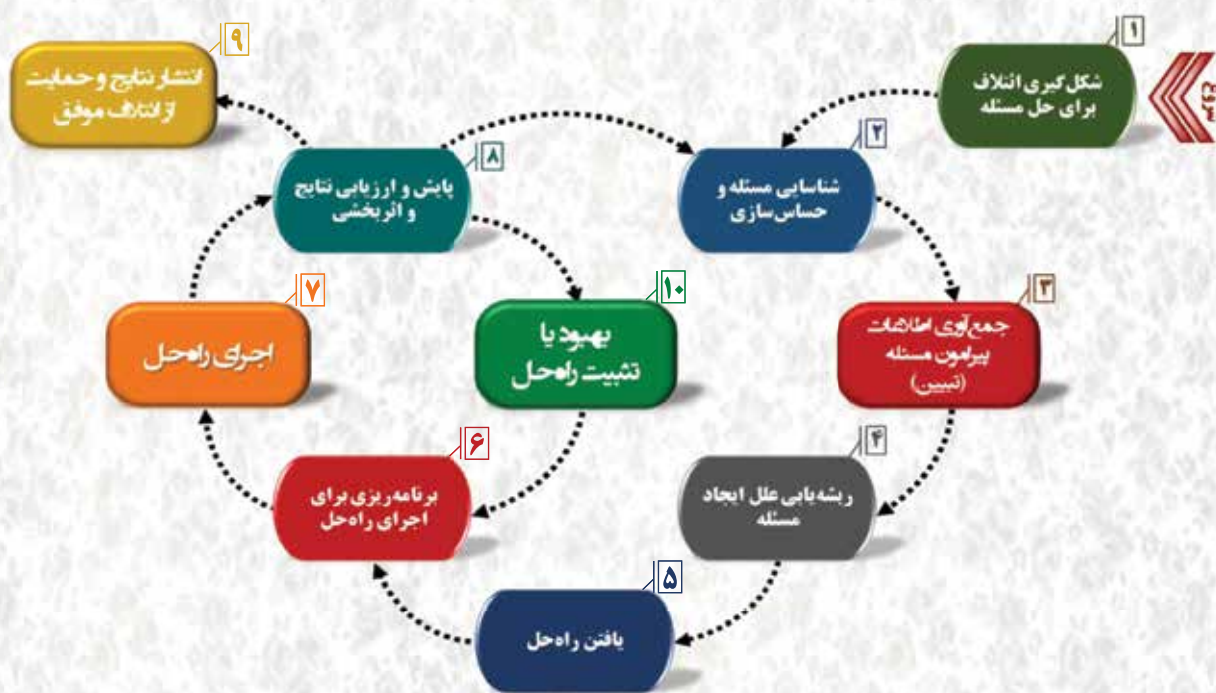 شروع
۱
شکل‌گیری ائتلاف
برای حل مسئله
۲
شناسایی مسئله و
حساس‌سازی
۳
جمع‌آوری اطلاعات
پیرامون مسئله
(تبیین)
۴
ریشه‌یابی علل ایجاد
مسئله
۵
یافتن راه‌حل
۶
برنامه‌ریزی برای
اجرای راه‌حل
۷
اجرای راه‌حل
۸
پایش و ارزیابی نتایج
و اثربخشی
۹
انتشار نتایج و حمایت
از ائتلاف موفق
۱۰
بهبود یا
تثبیت راه‌حل